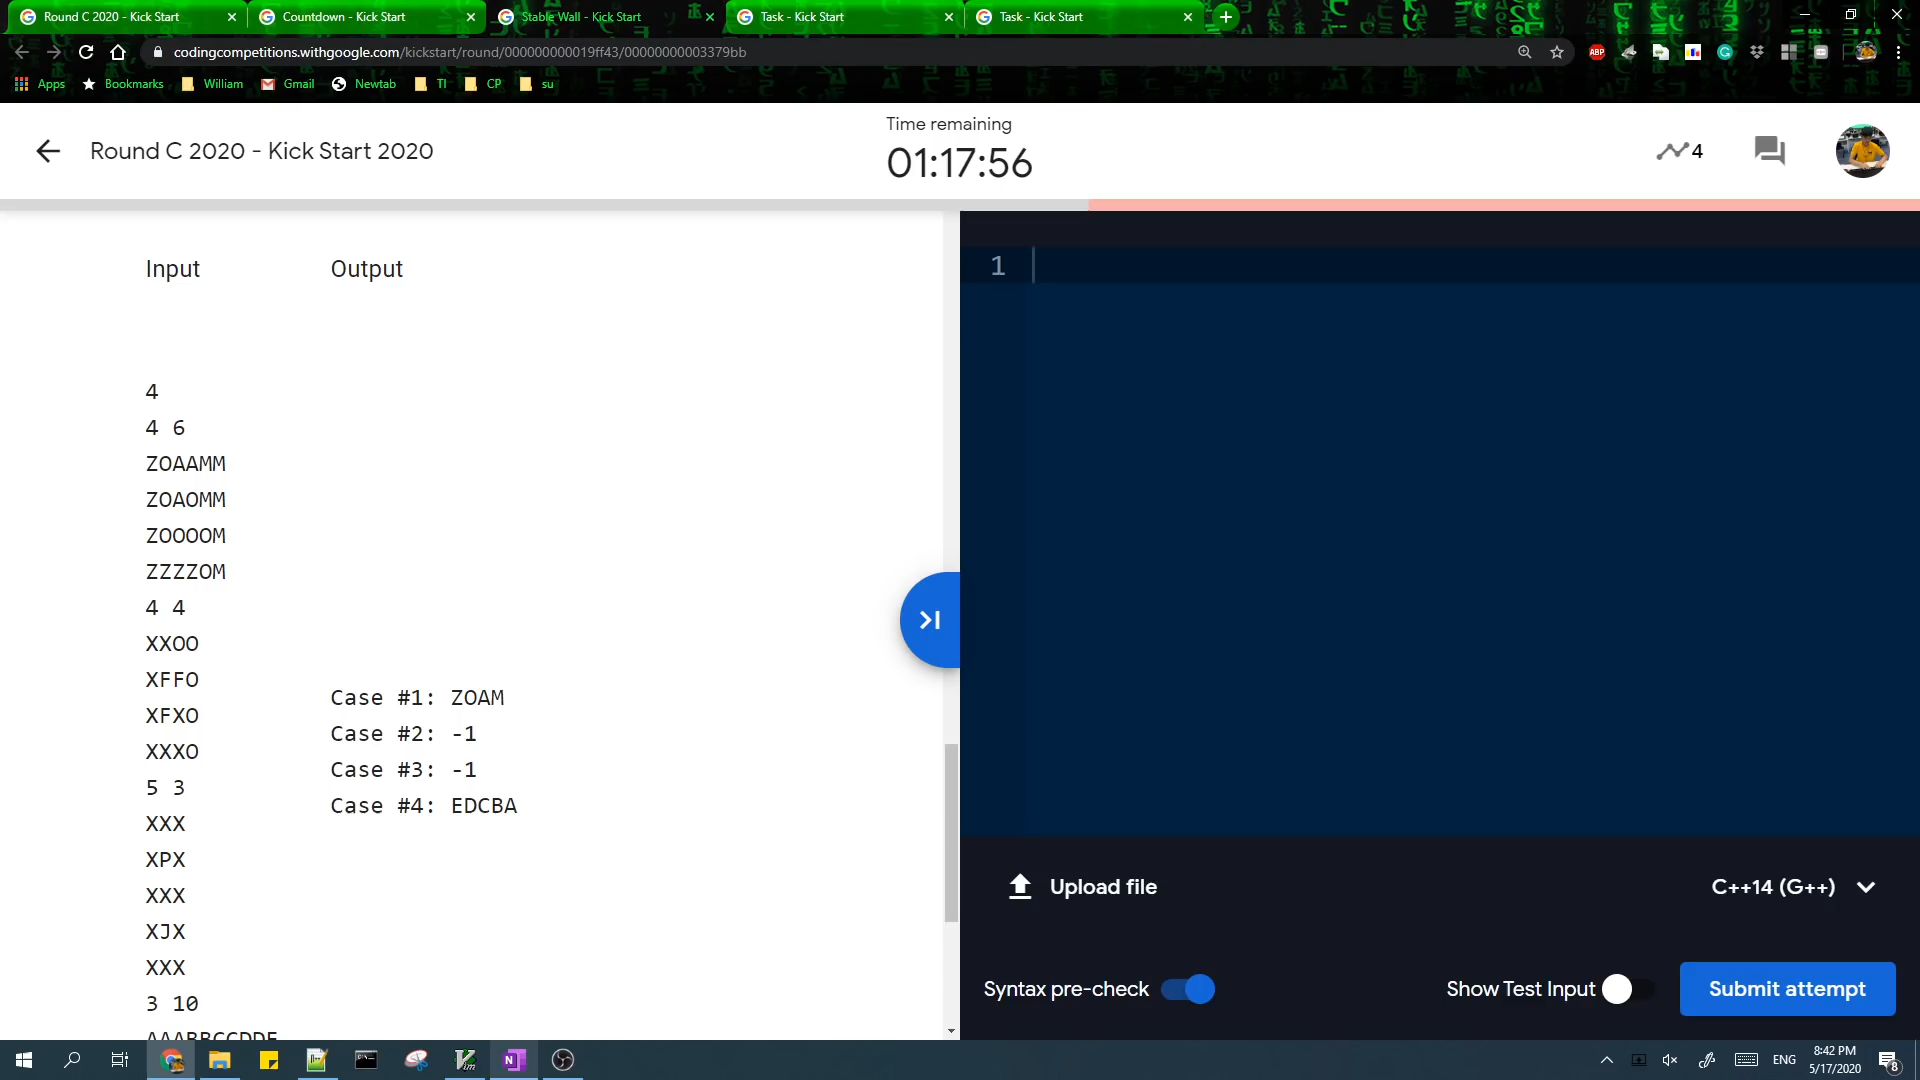 Round C 2020 - Kick Start
Countdown - Kick Start
Stable Wall - Kick Start
Task - Kick Start
Task - Kick Start
codingcompetitions.withgoogle.com/kickstart/round/000000000019ff43/00000000003379bb
ABP
Apps
Bookmarks
William
Gmail
Newtab
TI
CP
su
Round C 2020 - Kick Start 2020
Time remaining
01:17:56
4
Input Output
4
4 6
ZOAAMM
ZOAOMM
ZOOOOM
ZZZZOM
4 4
XXOO
XFFO
XFXO
XXXO
5 3
XXX
XPX
XXX
XJX
XXX
3 10
AAABBCCDDE
Case #1: ZOAM
Case #2: -1
Case #3: -1
Case #4: EDCBA
1
Upload file
C++14 (G++)
Syntax pre-check
Show Test Input
Submit attempt
ENG
8:42 PM
5/17/2020
8